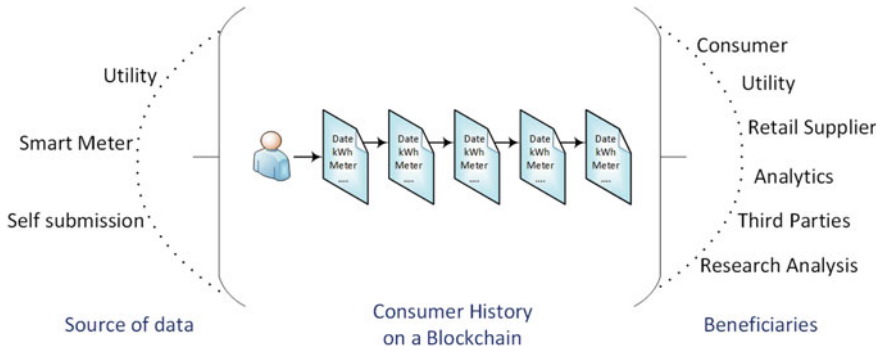 Utility
Smart Meter
Self submission
Source of data
Date
kWh
Meter
....
Date
kWh
Meter
....
Date
kWh
Meter
....
Date
kWh
Meter
....
Date
kWh
Meter
....
Consumer History
on a Blockchain
Consumer
Utility
Retail Supplier
Analytics
Third Parties
Research Analysis
Beneficiaries